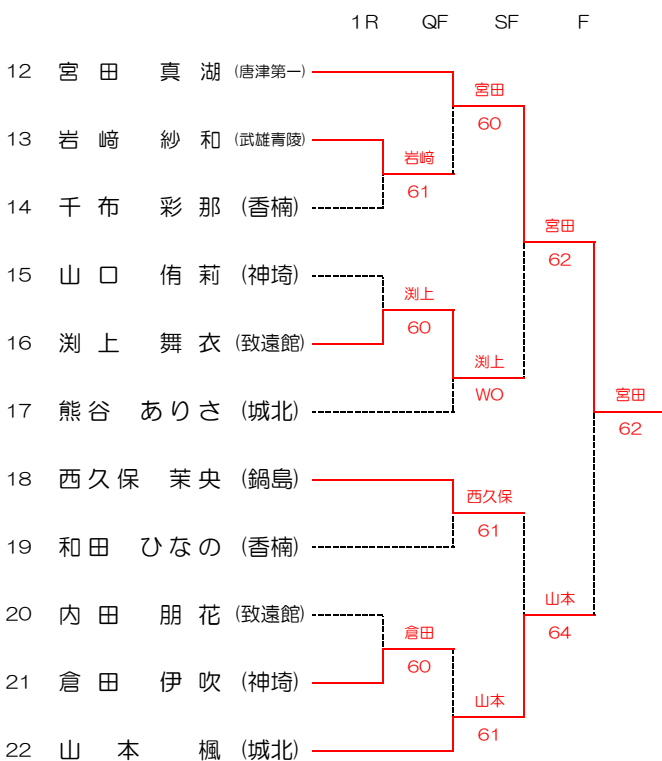 1R QF SF F
12 宮田 真湖 (唐津第一)
宮田
60
13 岩﨑 紗和 (武雄青陵)
岩﨑
61
14 千布 彩那 (香楠)
宮田
62
15 山口 侑莉 (神埼)
渕上
60
16 渕上 舞衣 (致遠館)
渕上
WO
17 熊谷 ありさ (城北)
宮田
62
18 西久保 茉央 (鍋島)
西久保
61
19 和田 ひなの (香楠)
山本
64
20 内田 朋花 (致遠館)
倉田
60
21 倉田 伊吹 (神埼)
山本
61
22 山本 楓 (城北)